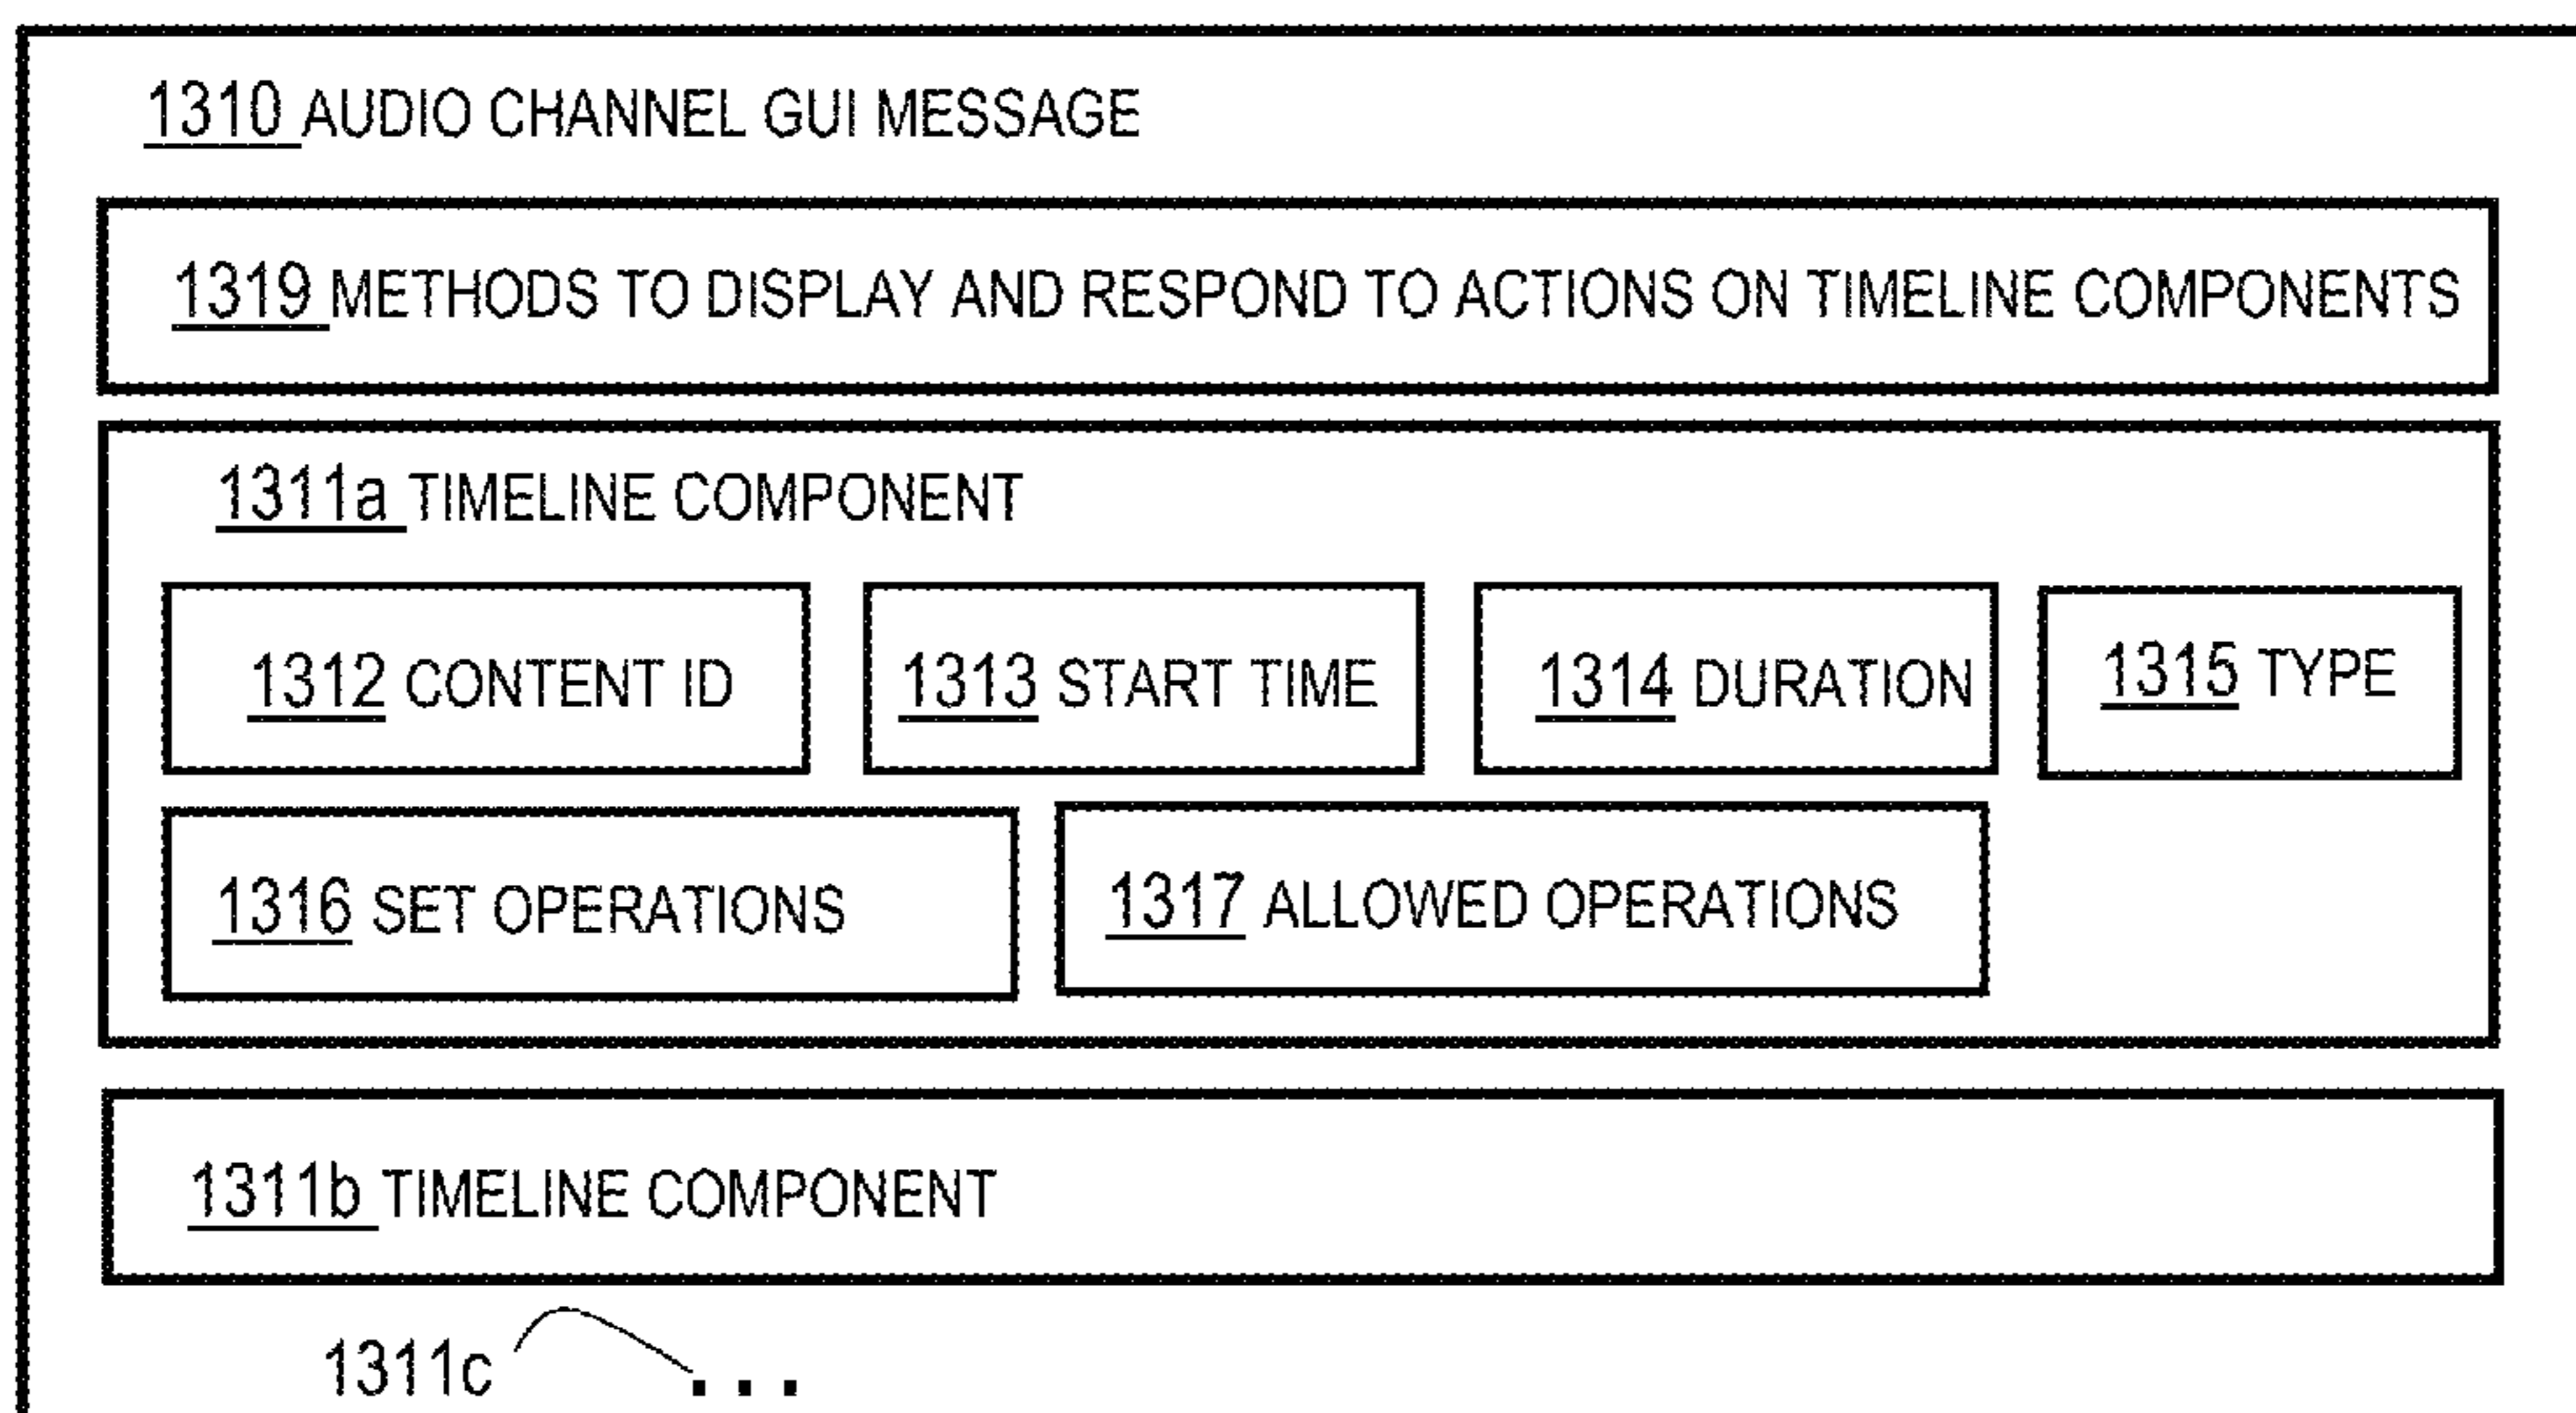 1310 AUDIO CHANNEL GUI MESSAGE
1319 METHODS TO DISPLAY AND RESPOND TO ACTIONS ON TIMELINE COMPONENTS
1311a TIMELINE COMPONENT
1312 CONTENT ID
1313 START TIME
1314 DURATION
1315 TYPE
1316 SET OPERATIONS
1317 ALLOWED OPERATIONS
1311b TIMELINE COMPONENT
1311c ...